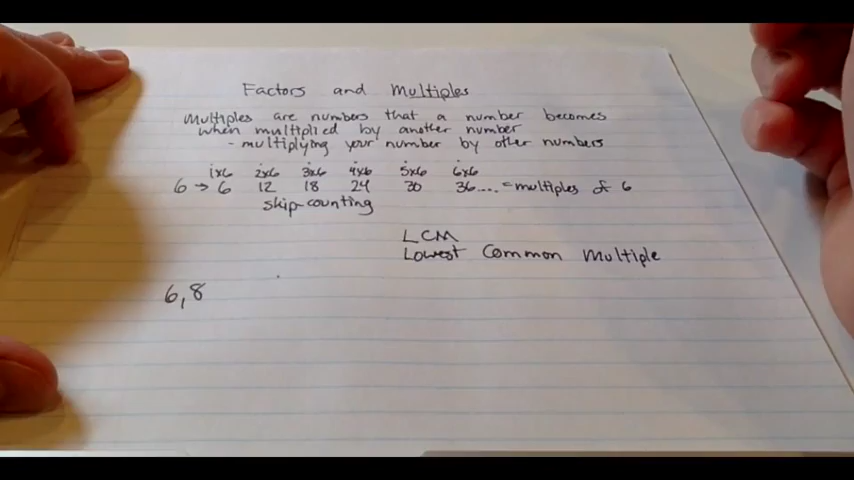 Factors and Multiples
Multiples are numbers that a number becomes
when multiplied by another number
- multiplying your number by other numbers
1x6 2x6 3x6 4x6 5x6 6x6
6 → 6 12 18 24 30 36.... = multiples of 6
skip-counting
LCM
Lowest Common Multiple
6,8